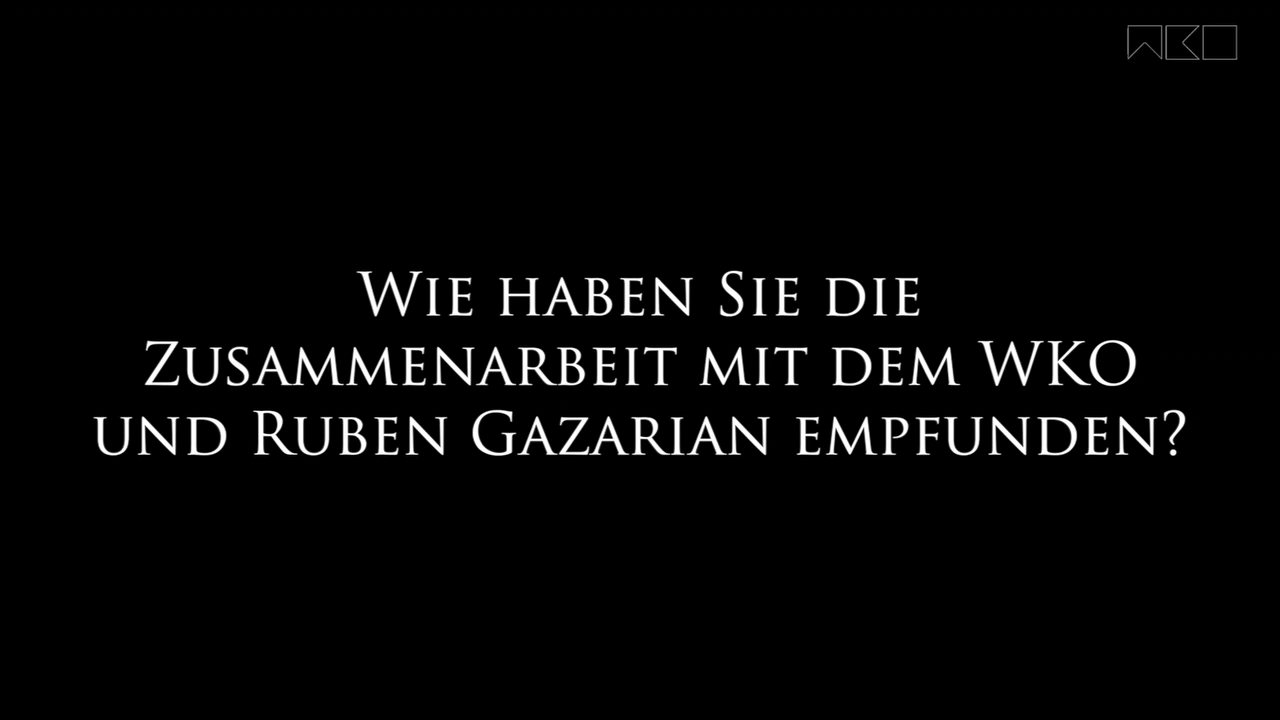 WKO
Wie haben Sie die
Zusammenarbeit mit dem WKO
und Ruben Gazarian empfunden?